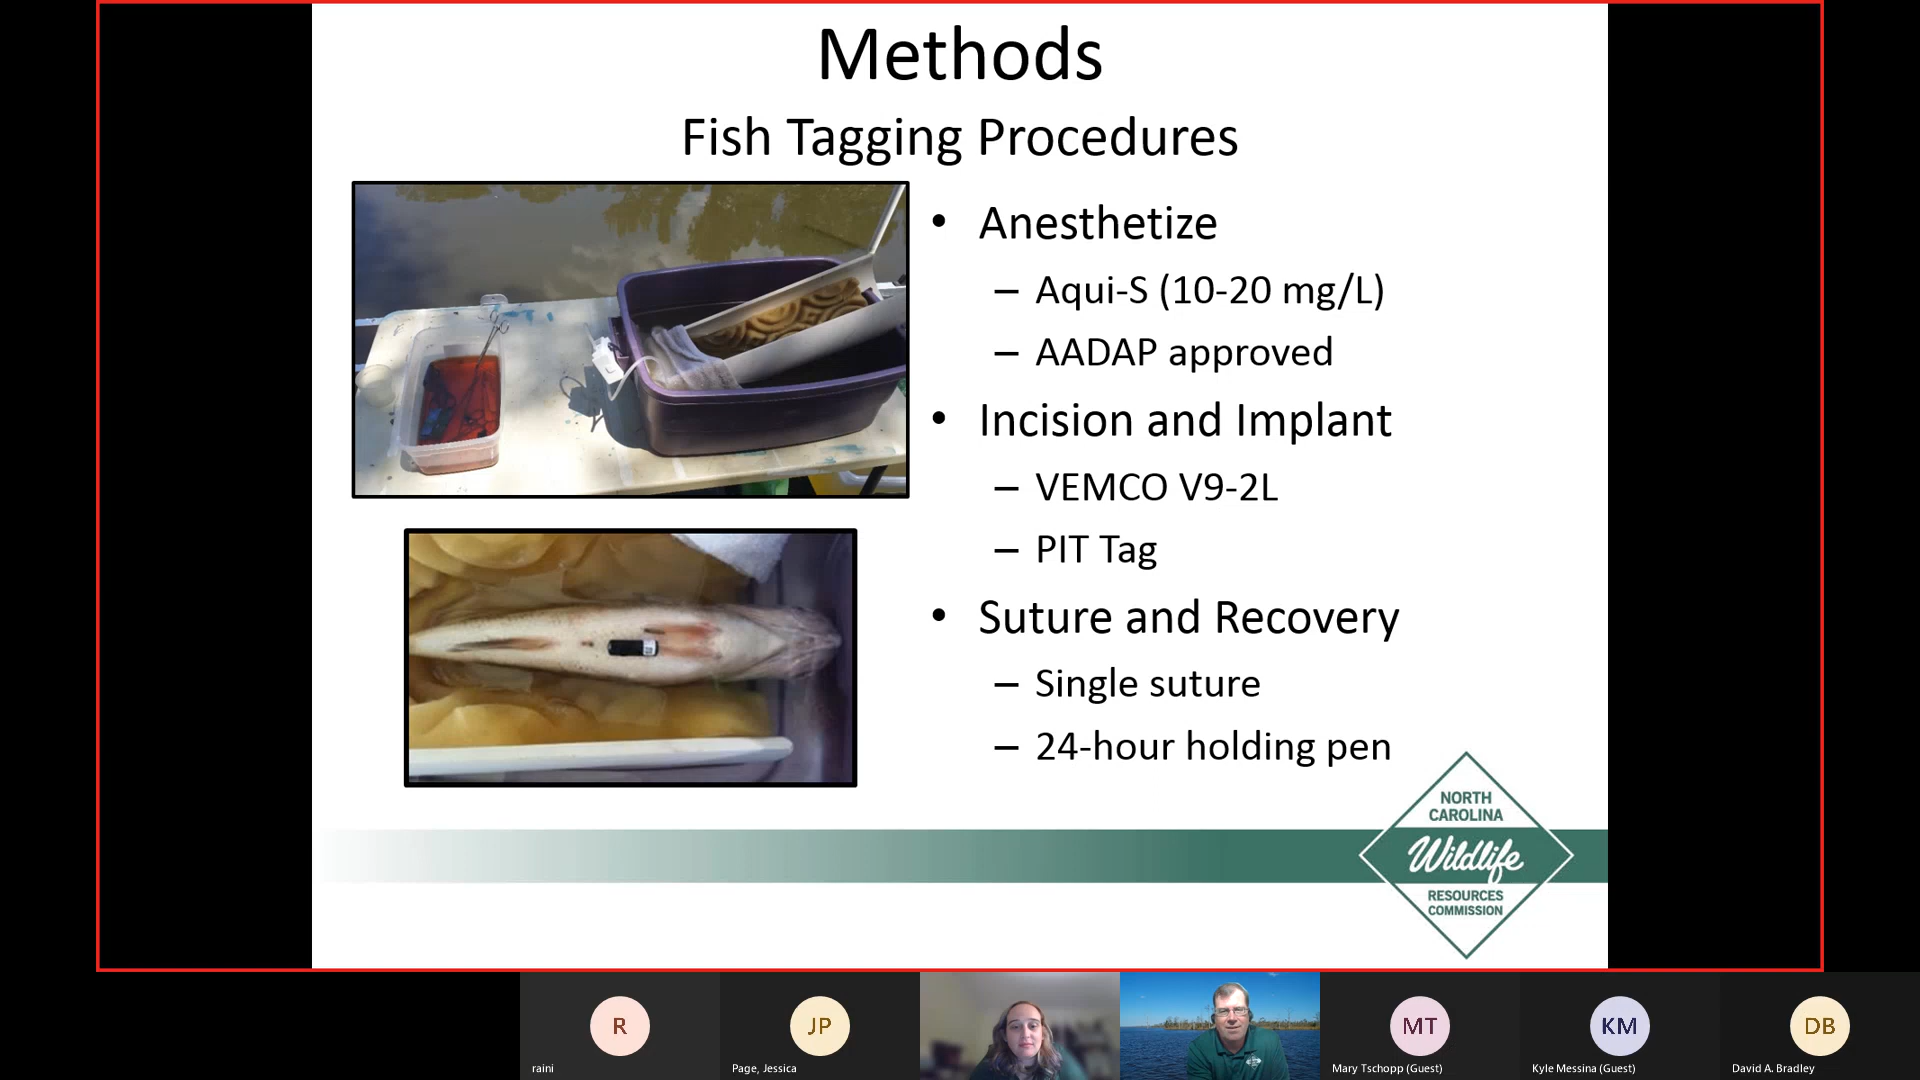 Methods
Fish Tagging Procedures
• Anesthetize
– Aqui-S (10-20 mg/L)
– AADAP approved
• Incision and Implant
– VEMCO V9-2L
– PIT Tag
• Suture and Recovery
– Single suture
– 24-hour holding pen
NORTH
CAROLINA
Wildlife
RESOURCES
COMMISSION
R
JP
MT
KM
DB
raini
Page, Jessica
Mary Tschopp (Guest)
Kyle Messina (Guest)
David A. Bradley